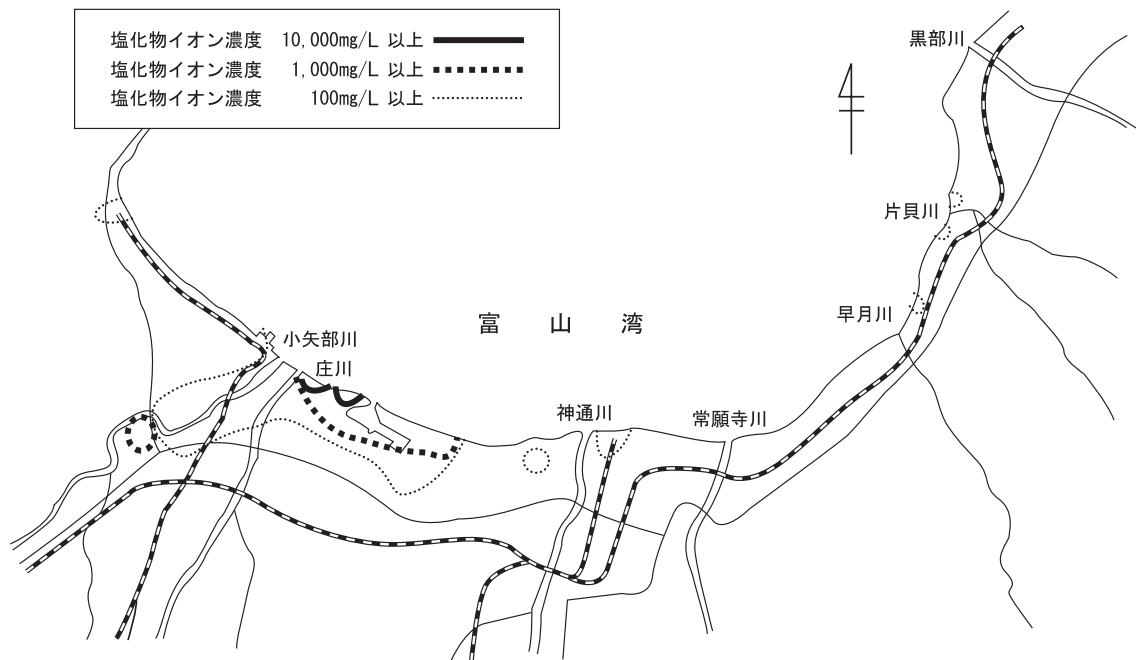 塩化物イオン濃度 10,000㎎/L 以上
塩化物イオン濃度 1,000㎎/L 以上
塩化物イオン濃度 100㎎/L 以上
黒部川
片貝川
早月川
富山湾
小矢部川
庄川
神通川
常願寺川